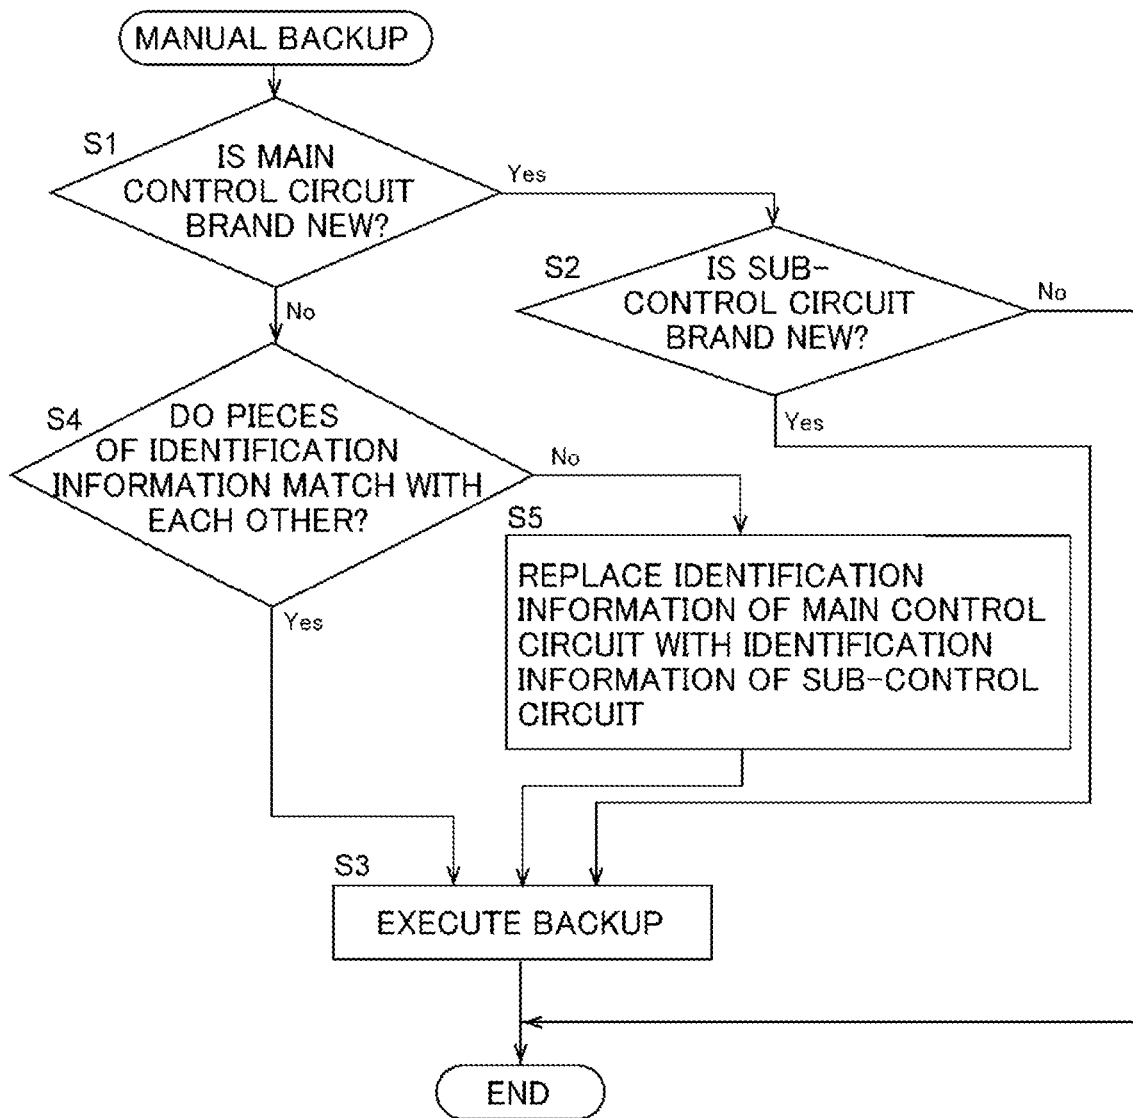 MANUAL BACKUP
S1
IS MAIN
CONTROL CIRCUIT
BRAND NEW?
Yes
No
S2
IS SUB-
CONTROL CIRCUIT
BRAND NEW?
No
Yes
S4
DO PIECES
OF IDENTIFICATION
INFORMATION MATCH WITH
EACH OTHER?
No
Yes
S5
REPLACE IDENTIFICATION
INFORMATION OF MAIN CONTROL
CIRCUIT WITH IDENTIFICATION
INFORMATION OF SUB-CONTROL
CIRCUIT
S3
EXECUTE BACKUP
END